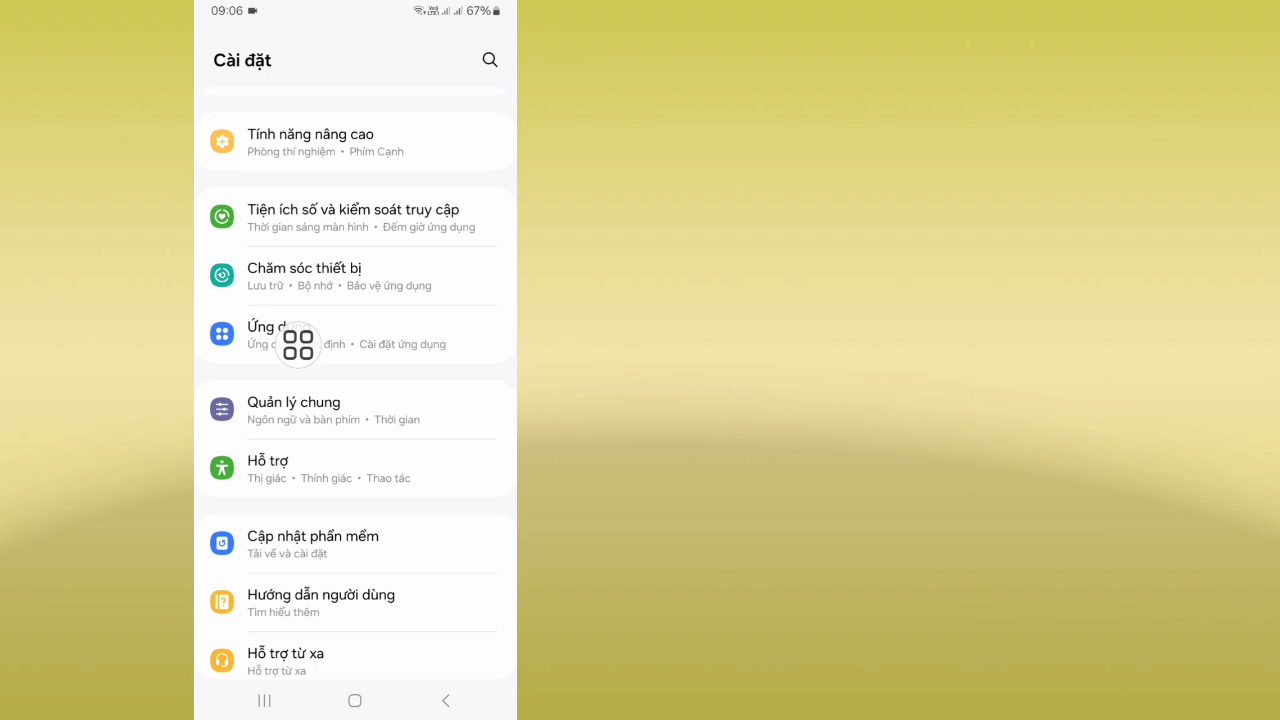 09:06 67%
Cài đặt
Tính năng nâng cao
Phòng thí nghiệm • Phím Cạnh
Tiện ích số và kiểm soát truy cập
Thời gian sáng màn hình • Đếm giờ ứng dụng
Chăm sóc thiết bị
Lưu trữ • Bộ nhớ • Bảo vệ ứng dụng
Ứng
Ứng định • Cài đặt ứng dụng
Quản lý chung
Ngôn ngữ và bàn phím • Thời gian
Hỗ trợ
Thị giác • Thính giác • Thao tác
Cập nhật phần mềm
Tải về và cài đặt
Hướng dẫn người dùng
Tìm hiểu thêm
Hỗ trợ từ xa
Hỗ trợ từ xa